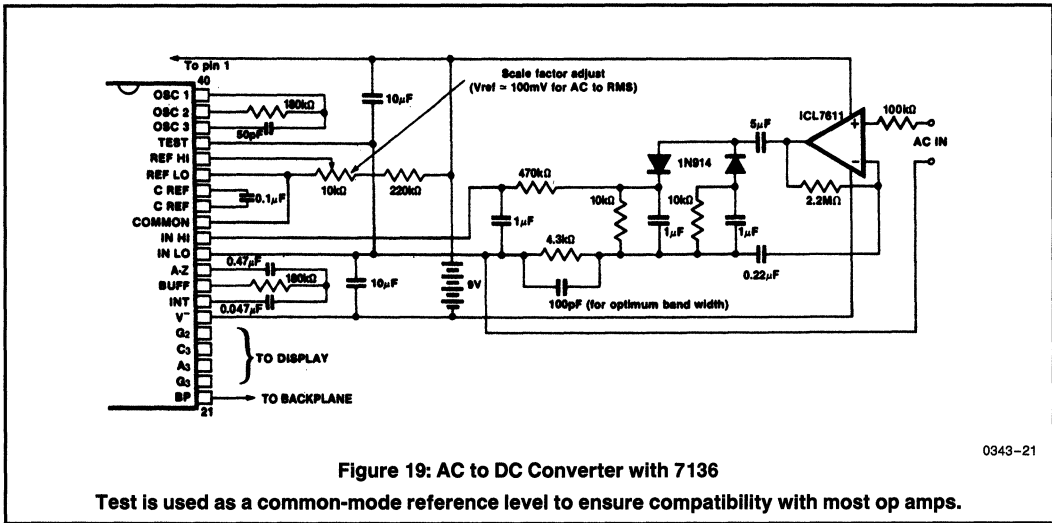 To pin 1
40
OSC 1
OSC 2
OSC 3
TEST
REF HI
REF LO
C REF
C REF
COMMON
IN HI
IN LO
A-Z
BUFF
INT
V−
G2
C3
A3
G3
BP
21
180kΩ
50pF
0.1µF
10µF
Scale factor adjust
(Vref ≃ 100mV for AC to RMS)
10kΩ
220kΩ
470kΩ
1µF
10kΩ
1µF
10kΩ
1µF
1N914
5µF
ICL7611
+
−
100kΩ
AC IN
2.2MΩ
4.3kΩ
0.22µF
100pF (for optimum band width)
0.47µF
180kΩ
0.047µF
10µF
9V
TO DISPLAY
TO BACKPLANE
0343–21
Figure 19: AC to DC Converter with 7136
Test is used as a common-mode reference level to ensure compatibility with most op amps.